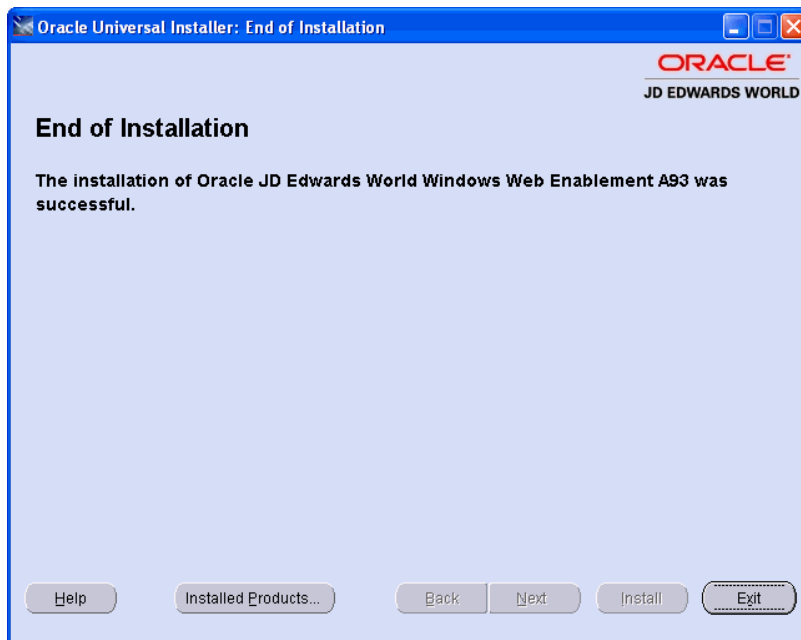 Oracle Universal Installer: End of Installation
ORACLE
JD EDWARDS WORLD
End of Installation
The installation of Oracle JD Edwards World Windows Web Enablement A93 was
successful.
Help
Installed Products...
Back
Next
Install
Exit